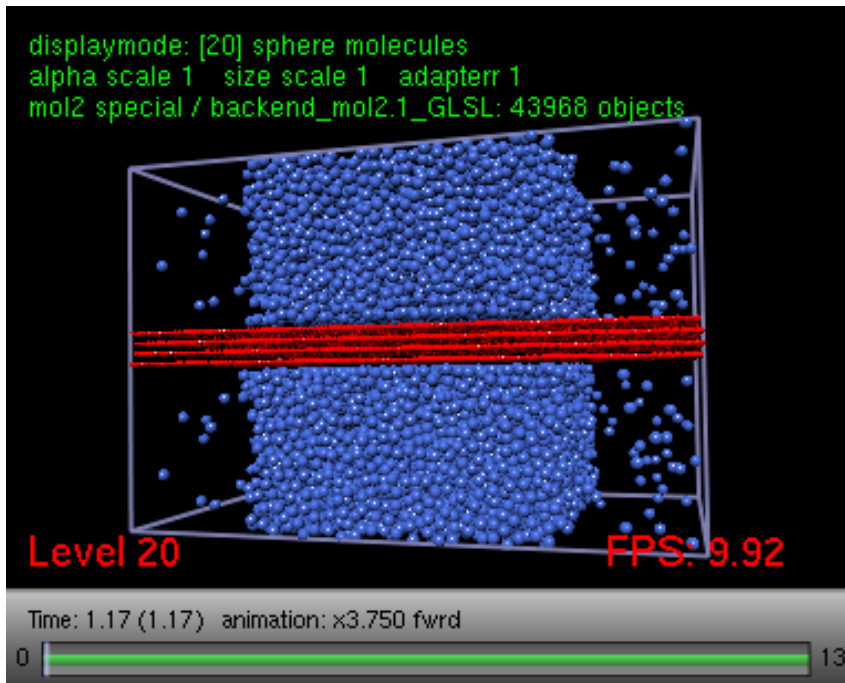 displaymode: [20] sphere molecules
alpha scale 1 size scale 1 adapterr 1
mol2 special / backend_mol2.1_GLSL: 43968 objects
Level 20 FPS: 9.92
Time: 1.17 (1.17) animation: x3.750 fwrd
0 13